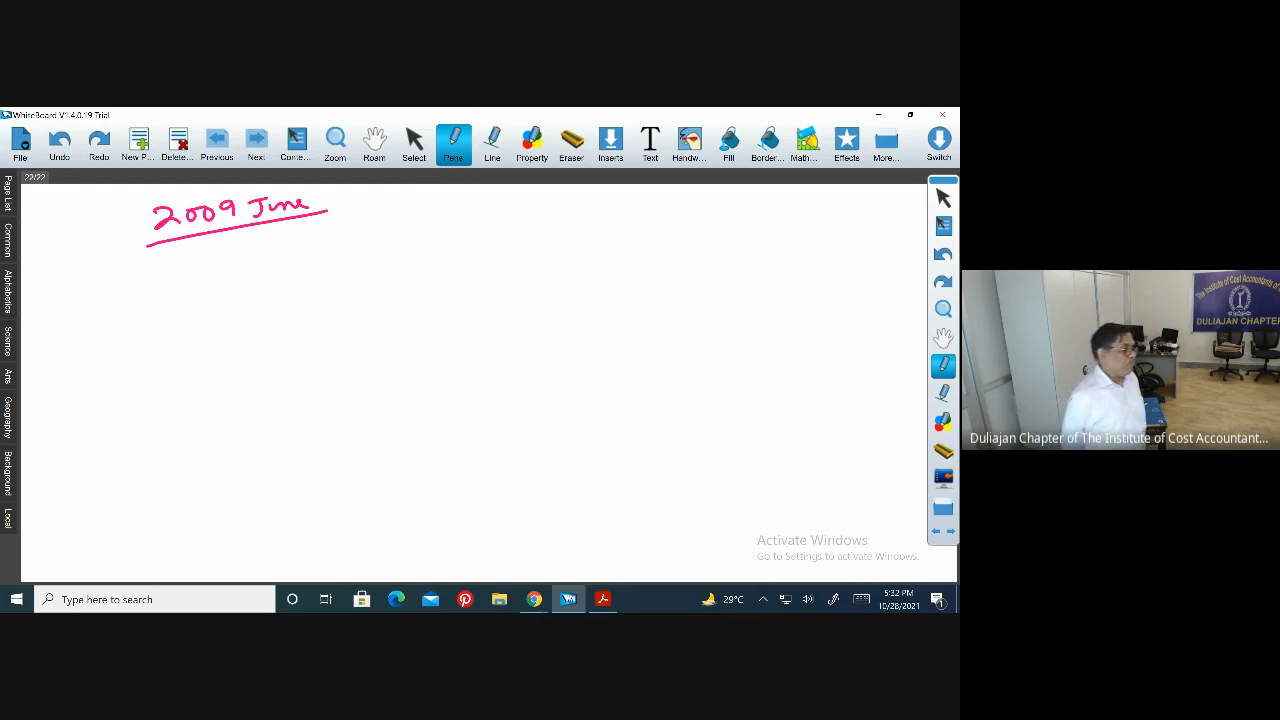 WhiteBoard V1.4.0.19 Trial
File Undo Redo New P... Delete... Previous Next Conte... Zoom Roam Select Pens Line Property Eraser Inserts Text Handw... Fill Border... Math... Effects More... Switch
22/22
Page List
Common
Alphabetics
Science
Arts
Geography
Background
Local
2009 June
Activate Windows
Go to Settings to activate Windows.
The Institute of Cost Accountants of
DULIAJAN CHAPTER
Duliajan Chapter of The Institute of Cost Accountant...
Type here to search
29°C
5:32 PM
10/28/2021
1